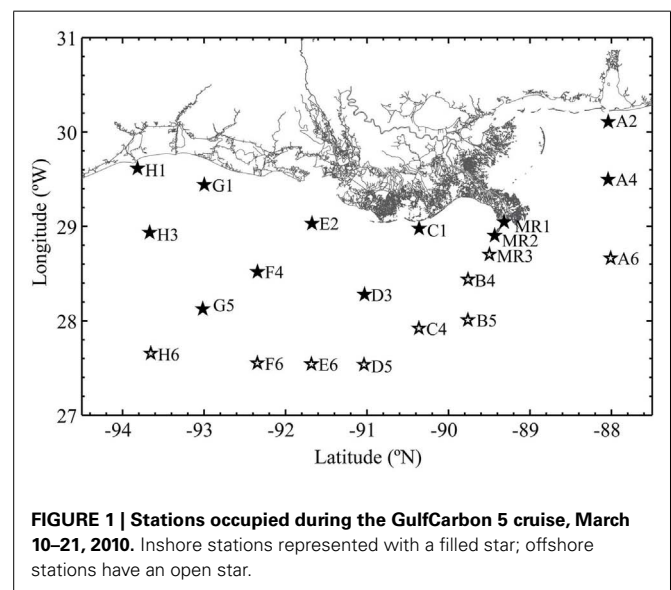 31
30
29
28
27
Longitude (ºW)
A2
H1
G1
A4
E2
C1
MR1
H3
MR2
MR3
A6
F4
B4
D3
G5
B5
C4
H6
F6
E6
D5
-94 -93 -92 -91 -90 -89 -88
Latitude (ºN)
FIGURE 1 | Stations occupied during the GulfCarbon 5 cruise, March
10–21, 2010. Inshore stations represented with a filled star; offshore
stations have an open star.